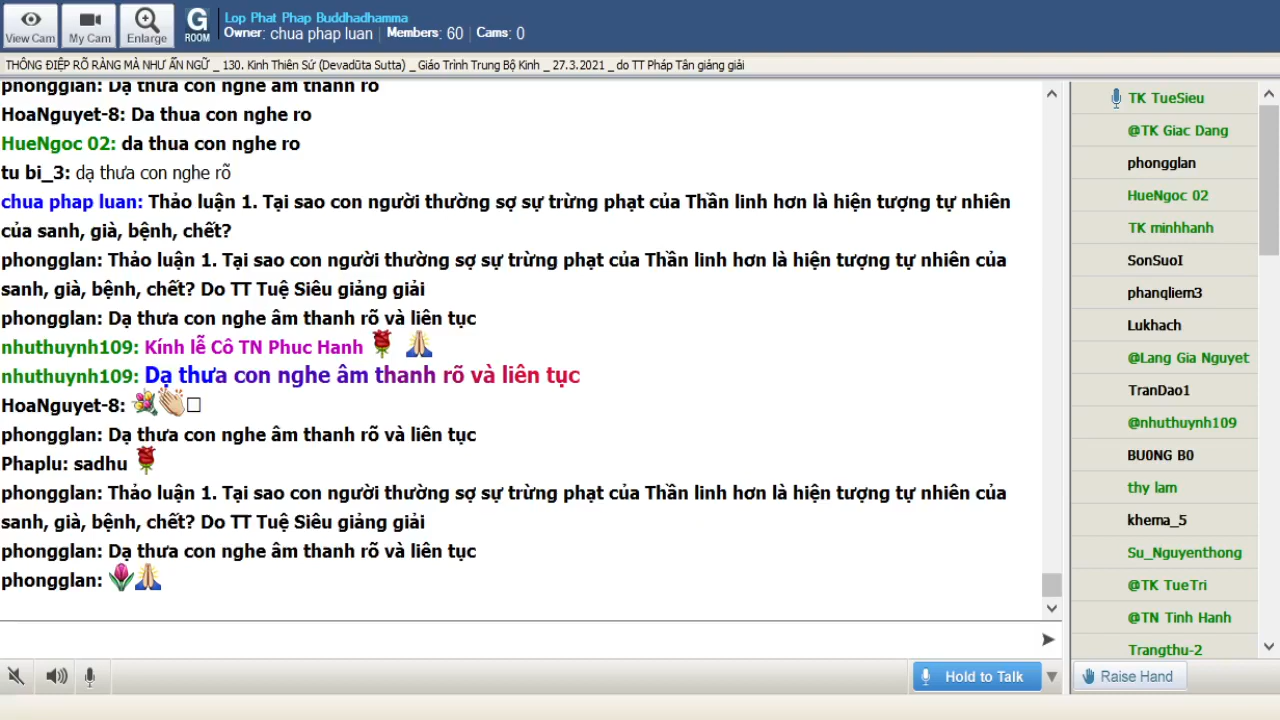 View Cam
My Cam
Enlarge
G
ROOM
Lop Phat Phap Buddhadhamma
Owner: chua phap luan | Members: 60 | Cams: 0
THÔNG ĐIỆP RÕ RÀNG MÀ NHƯ ẨN NGỮ _ 130. Kinh Thiên Sứ (Devadūta Sutta) _ Giáo Trình Trung Bộ Kinh _ 27.3.2021 _ do TT Pháp Tân giảng giải
phongglan: Dạ thưa con nghe âm thanh rõ
HoaNguyet-8: Da thua con nghe ro
HueNgoc 02: da thua con nghe ro
tu bi_3: dạ thưa con nghe rõ
chua phap luan: Thảo luận 1. Tại sao con người thường sợ sự trừng phạt của Thần linh hơn là hiện tượng tự nhiên
của sanh, già, bệnh, chết?
phongglan: Thảo luận 1. Tại sao con người thường sợ sự trừng phạt của Thần linh hơn là hiện tượng tự nhiên của
sanh, già, bệnh, chết? Do TT Tuệ Siêu giảng giải
phongglan: Dạ thưa con nghe âm thanh rõ và liên tục
nhuthuynh109: Kính lễ Cô TN Phuc Hanh
nhuthuynh109: Dạ thưa con nghe âm thanh rõ và liên tục
HoaNguyet-8:
phongglan: Dạ thưa con nghe âm thanh rõ và liên tục
Phaplu: sadhu
phongglan: Thảo luận 1. Tại sao con người thường sợ sự trừng phạt của Thần linh hơn là hiện tượng tự nhiên của
sanh, già, bệnh, chết? Do TT Tuệ Siêu giảng giải
phongglan: Dạ thưa con nghe âm thanh rõ và liên tục
phongglan:
TK TueSieu
@TK Giac Dang
phongglan
HueNgoc 02
TK minhhanh
SonSuoI
phanqliem3
Lukhach
@Lang Gia Nguyet
TranDao1
@nhuthuynh109
BU0NG B0
thy lam
khema_5
Su_Nguyenthong
@TK TueTri
@TN Tinh Hanh
Trangthu-2
Hold to Talk
Raise Hand